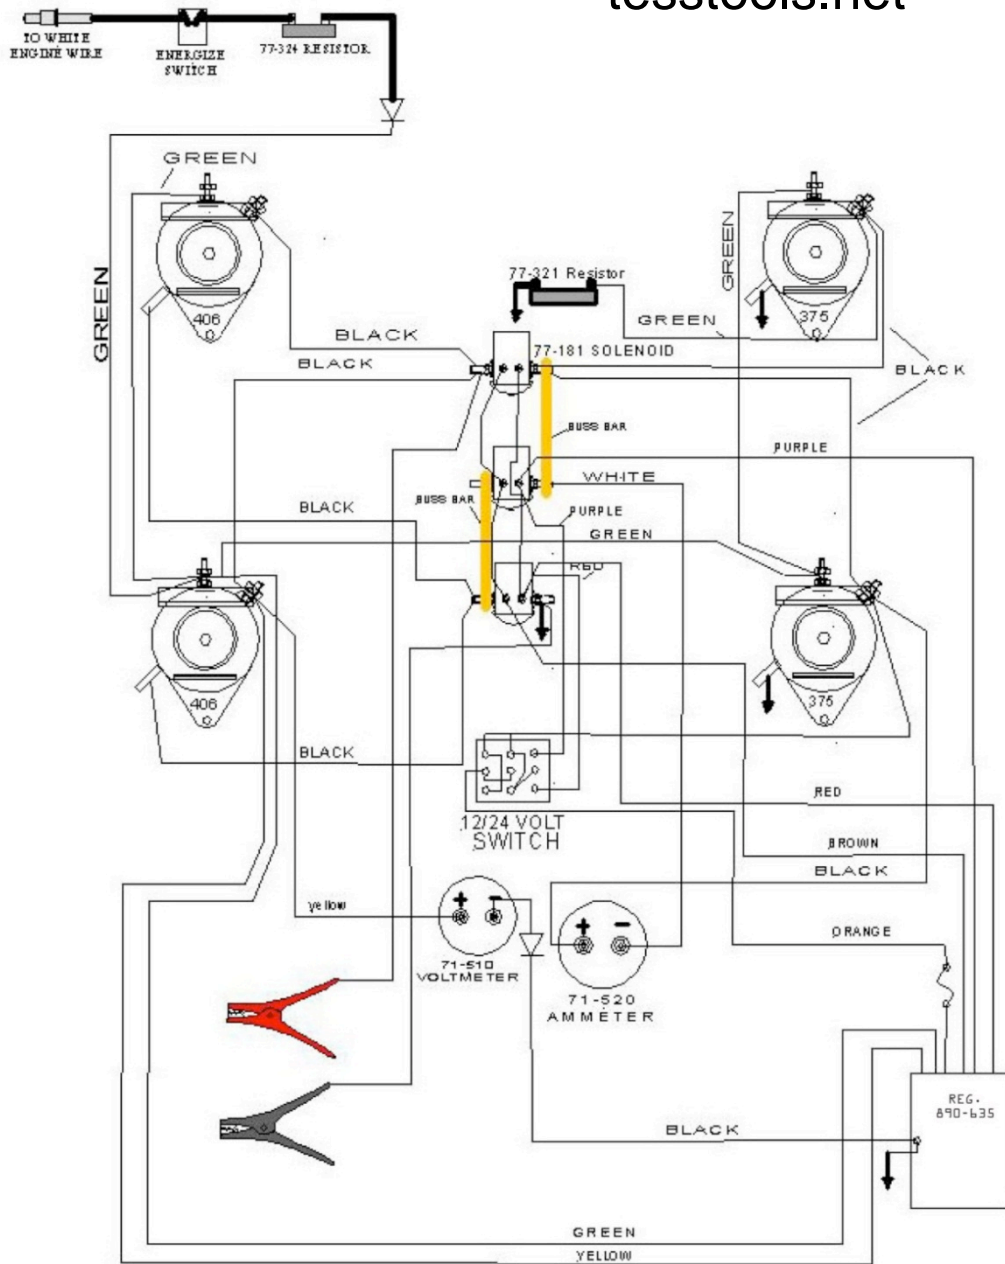 tesstools.net
TO WHITE
ENGINE WIRE
ENERGIZE
SWITCH
77-324 RESISTOR
GREEN
GREEN
406
77-321 Resistor
GREEN
GREEN
375
BLACK
BLACK
77-181 SOLENOID
BLACK
BUSS BAR
PURPLE
WHITE
BUSS BAR
BLACK
PURPLE
GREEN
RED
406
375
BLACK
12/24 VOLT
SWITCH
RED
BROWN
BLACK
yellow
+ -
71-510
VOLTMETER
+ -
71-520
AMMETER
ORANGE
REG.
890-635
BLACK
GREEN
YELLOW